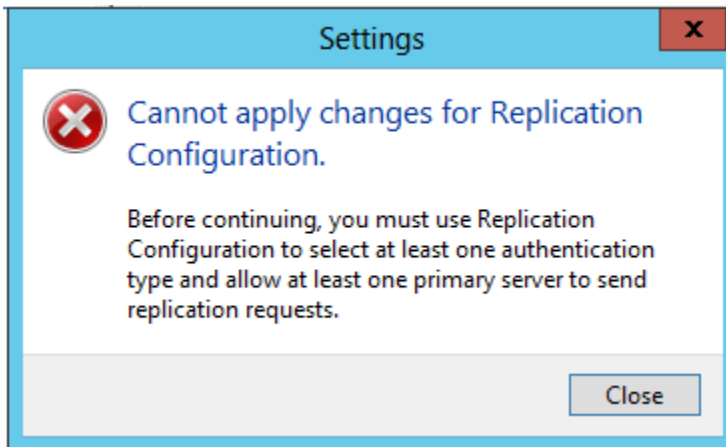 Settings
x
Cannot apply changes for Replication
Configuration.
Before continuing, you must use Replication
Configuration to select at least one authentication
type and allow at least one primary server to send
replication requests.
Close